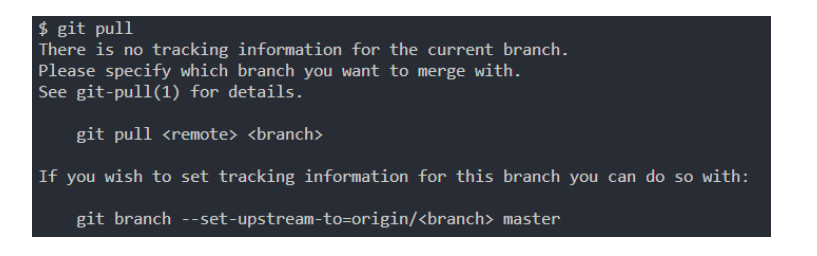 $ git pull
There is no tracking information for the current branch.
Please specify which branch you want to merge with.
See git-pull(1) for details.
git pull <remote> <branch>
If you wish to set tracking information for this branch you can do so with:
git branch --set-upstream-to=origin/<branch> master